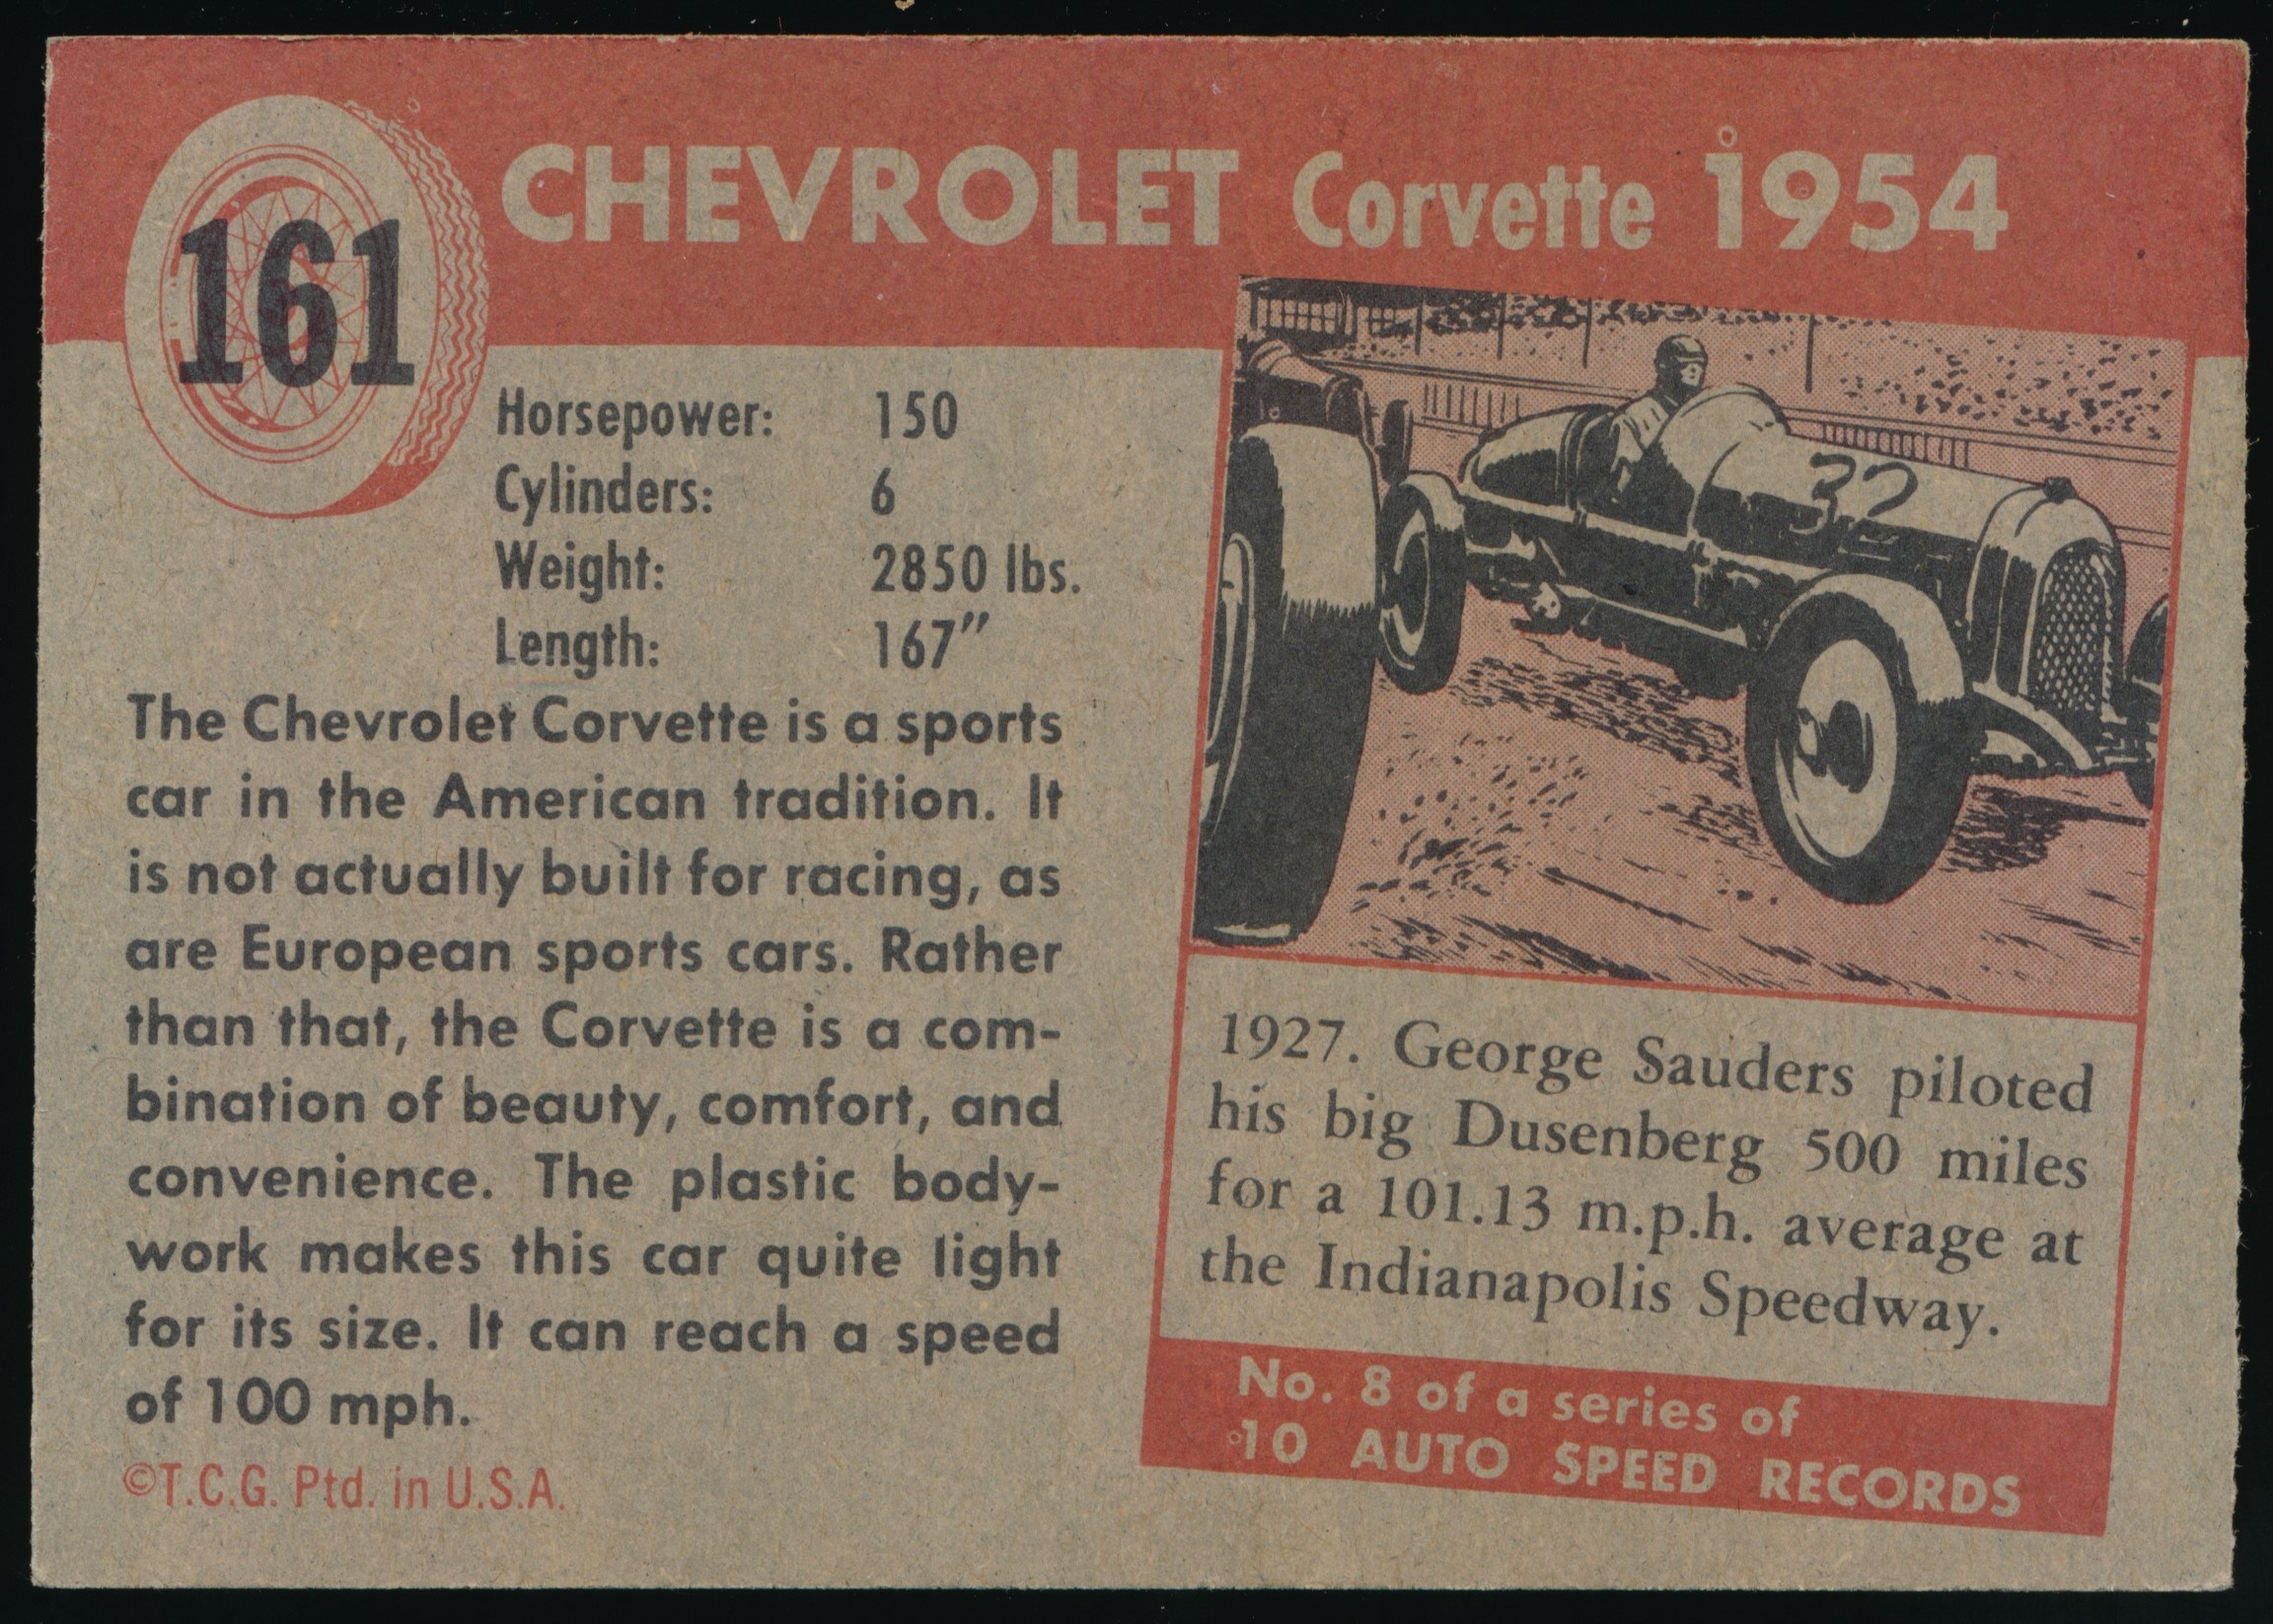 161
CHEVROLET Corvette 1954
Horsepower: 150
Cylinders: 6
Weight: 2850 lbs.
Length: 167"
The Chevrolet Corvette is a sports
car in the American tradition. It
is not actually built for racing, as
are European sports cars. Rather
than that, the Corvette is a com-
bination of beauty, comfort, and
convenience. The plastic body-
work makes this car quite light
for its size. It can reach a speed
of 100 mph.
©T.C.G. Ptd. in U.S.A.
32
1927. George Sauders piloted
his big Dusenberg 500 miles
for a 101.13 m.p.h. average at
the Indianapolis Speedway.
No. 8 of a series of
10 AUTO SPEED RECORDS